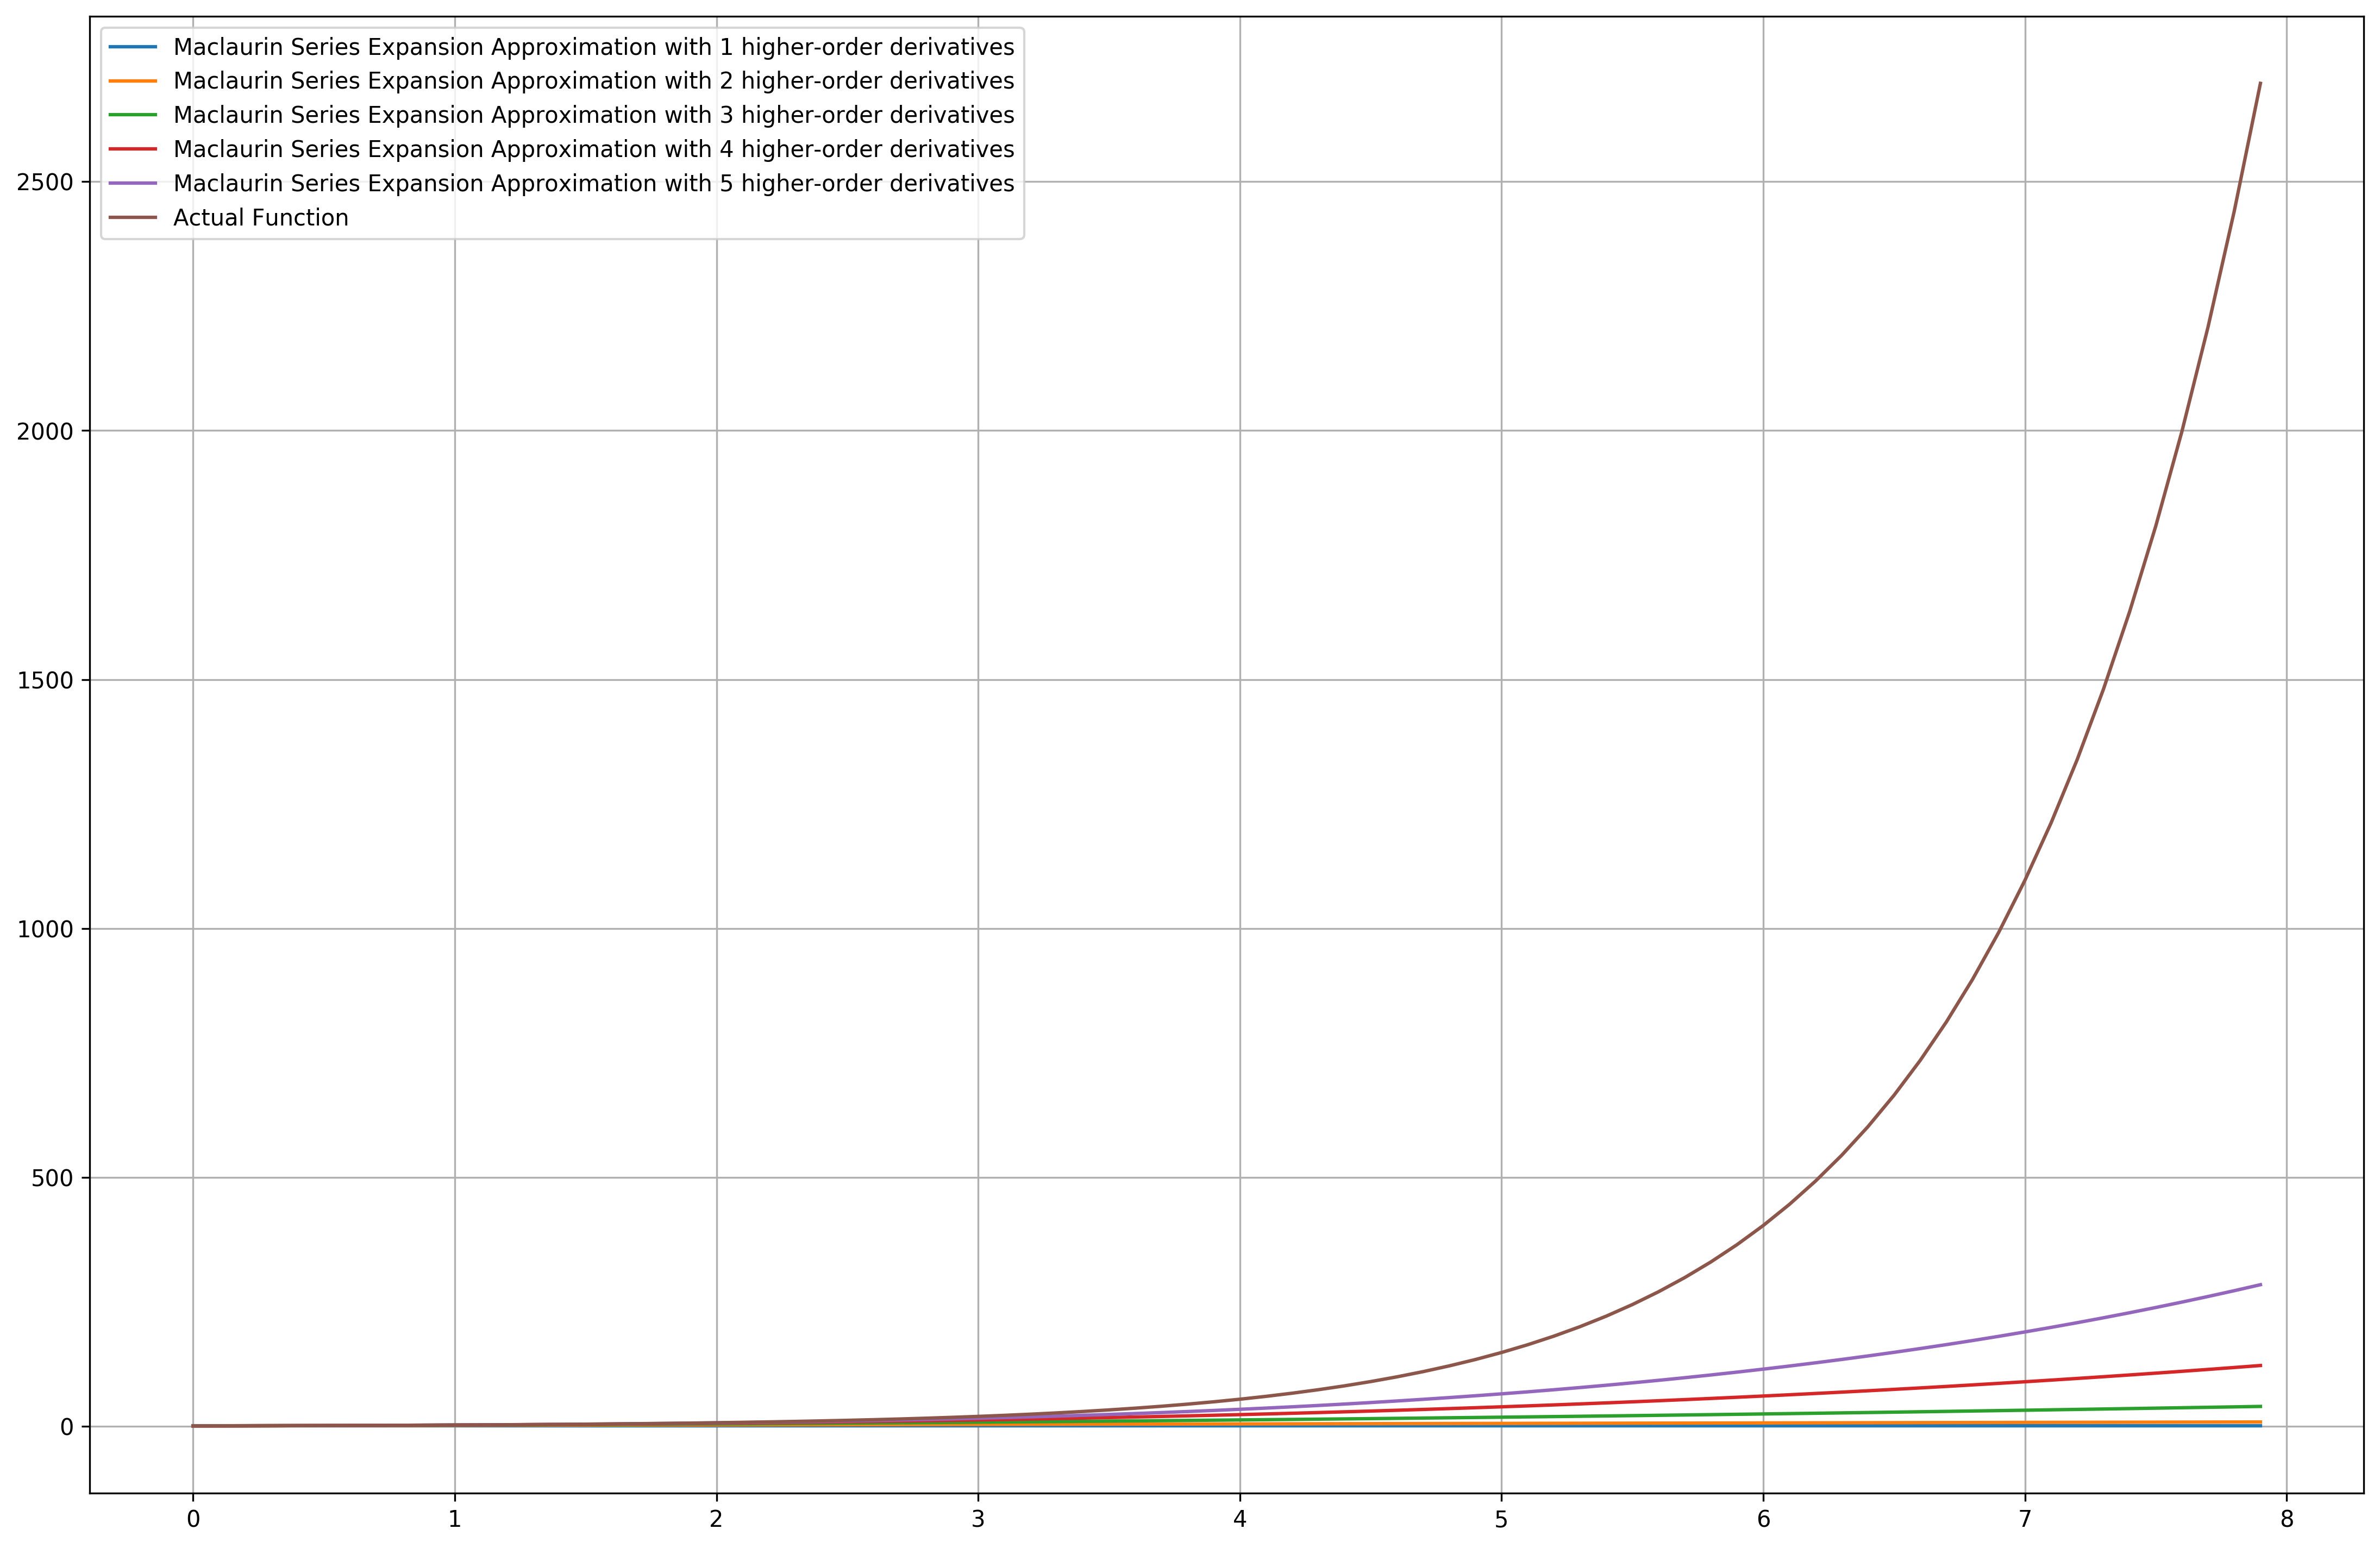 Maclaurin Series Expansion Approximation with 1 higher-order derivatives
Maclaurin Series Expansion Approximation with 2 higher-order derivatives
Maclaurin Series Expansion Approximation with 3 higher-order derivatives
Maclaurin Series Expansion Approximation with 4 higher-order derivatives
Maclaurin Series Expansion Approximation with 5 higher-order derivatives
Actual Function
2500
2000
1500
1000
500
0
0 1 2 3 4 5 6 7 8